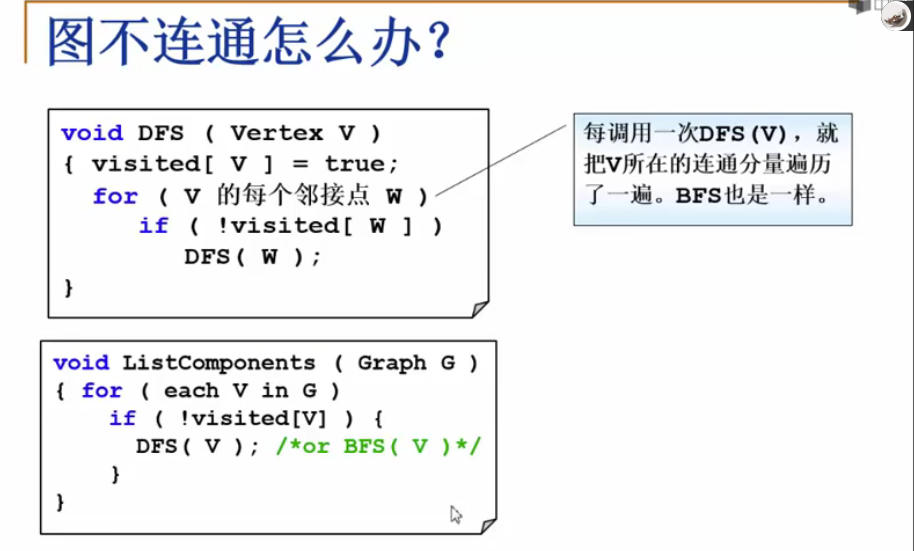 图不连通怎么办？
void DFS ( Vertex V )
{ visited[ V ] = true;
for ( V 的每个邻接点 W )
if ( !visited[ W ] )
DFS( W );
}
每调用一次DFS(V)，就
把V所在的连通分量遍历
了一遍。BFS也是一样。
void ListComponents ( Graph G )
{ for ( each V in G )
if ( !visited[V] ) {
DFS( V ); /*or BFS( V )*/
}
}